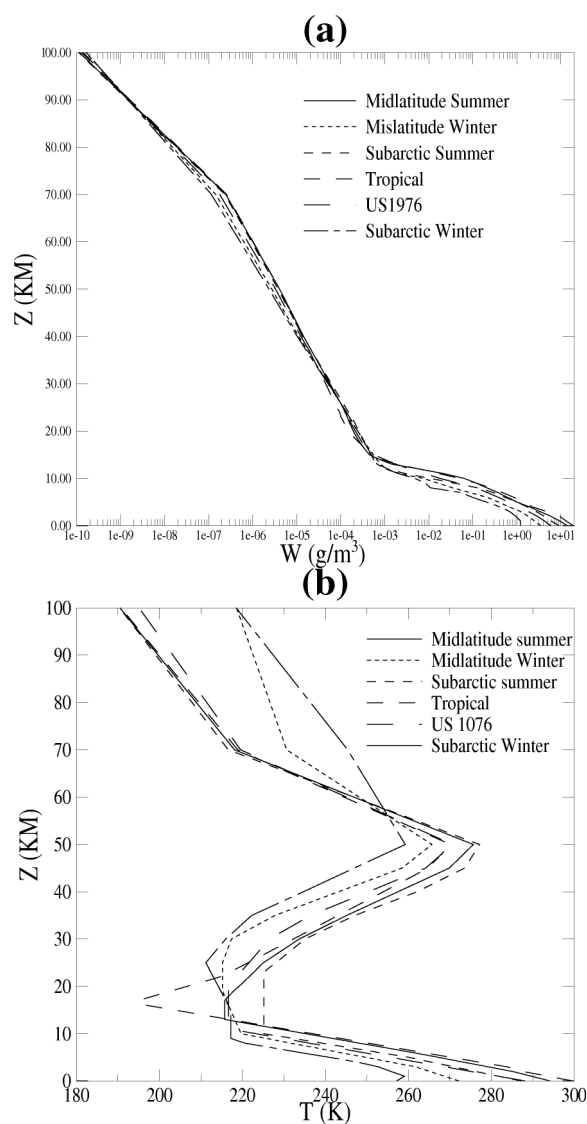 (a)
100.00
90.00
80.00
70.00
60.00
50.00
40.00
30.00
20.00
10.00
0.00
Z (KM)
Midlatitude Summer
Mislatitude Winter
Subarctic Summer
Tropical
US1976
Subarctic Winter
1e-10 1e-09 1e-08 1e-07 1e-06 1e-05 1e-04 1e-03 1e-02 1e-01 1e+00 1e+01
W (g/m³)
(b)
100
90
80
70
60
50
40
30
20
10
0
Z (KM)
Midlatitude summer
Midlatitude Winter
Subarctic summer
Tropical
US 1076
Subarctic Winter
180 200 220 240 260 280 300
T (K)